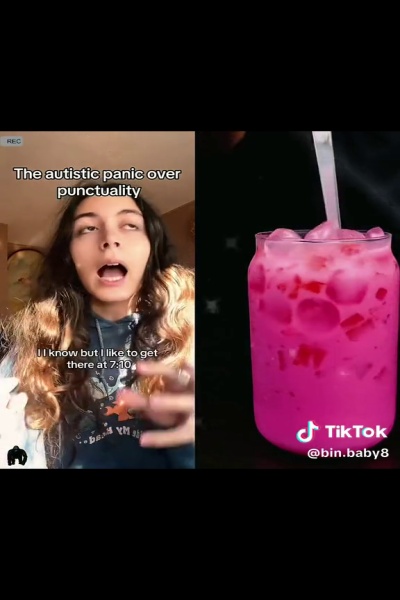 REC
The autistic panic over
punctuality
I I know but I like to get
there at 7:10
TikTok
@bin.baby8